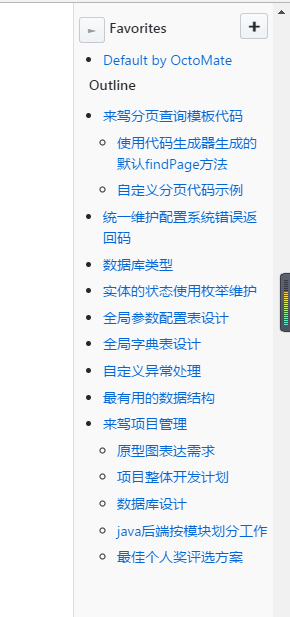 Favorites
Default by OctoMate
Outline
来驾分页查询模板代码
使用代码生成器生成的
默认findPage方法
自定义分页代码示例
统一维护配置系统错误返
回码
数据库类型
实体的状态使用枚举维护
全局参数配置表设计
全局字典表设计
自定义异常处理
最有用的数据结构
来驾项目管理
原型图表达需求
项目整体开发计划
数据库设计
java后端按模块划分工作
最佳个人奖评选方案